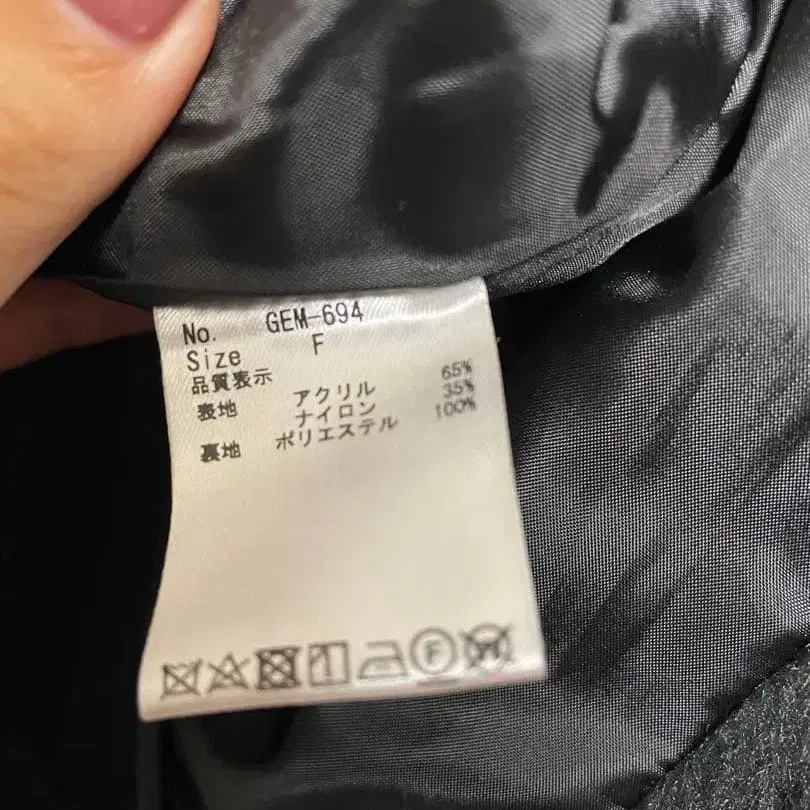 No. GEM-694
Size F
品質表示
表地 アクリル 65%
ナイロン 35%
裏地 ポリエステル 100%
F
W